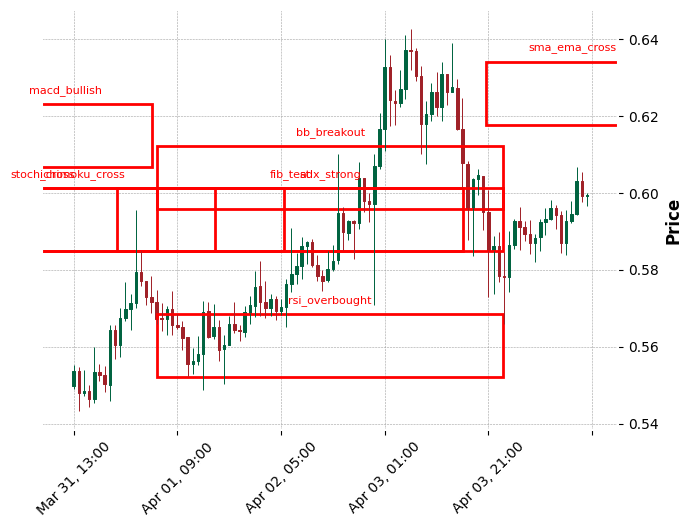 0.64
sma_ema_cross
0.62
macd_bullish
bb_breakout
0.60
ichimoku_cross
fib_test
adx_strong
0.58
rsi_overbought
0.56
0.54
Price
Mar 31, 13:00
Apr 01, 09:00
Apr 02, 05:00
Apr 03, 01:00
Apr 03, 21:00